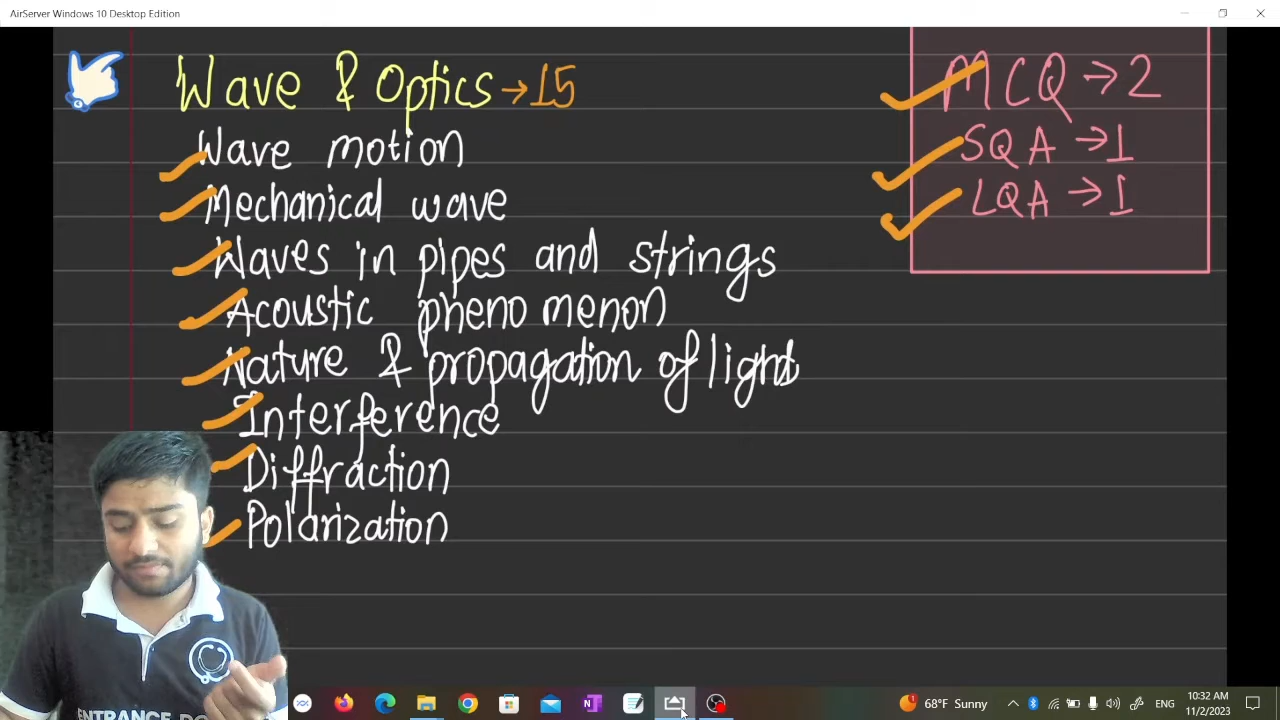 AirServer Windows 10 Desktop Edition
Wave & Optics → 15
Wave motion
Mechanical wave
Waves in pipes and strings
Acoustic phenomenon
Nature & propagation of light
Interference
Diffraction
Polarization
MCQ → 2
SQA → 1
LQA → 1
ENTRANCE
68°F Sunny
ENG
10:32 AM
11/2/2023